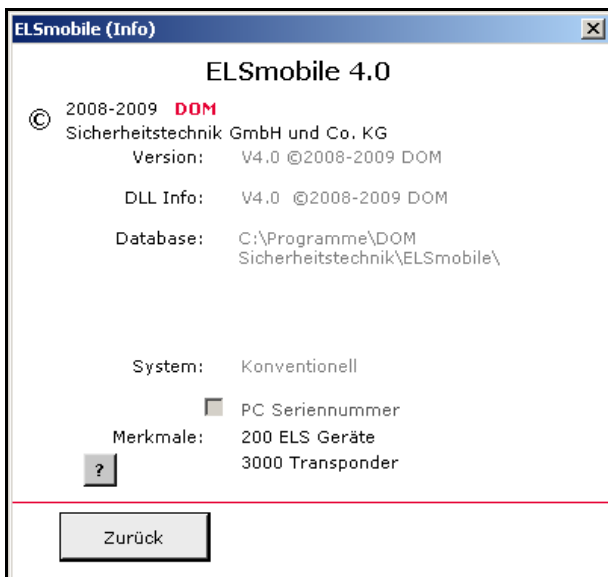 ELSmobile (Info)
ELSmobile 4.0
© 2008-2009 DOM
Sicherheitstechnik GmbH und Co. KG
Version: V4.0 ©2008-2009 DOM
DLL Info: V4.0 ©2008-2009 DOM
Database: C:\Programme\DOM
Sicherheitstechnik\ELSmobile\
System: Konventionell
PC Seriennummer
Merkmale: 200 ELS Geräte
? 3000 Transponder
Zurück